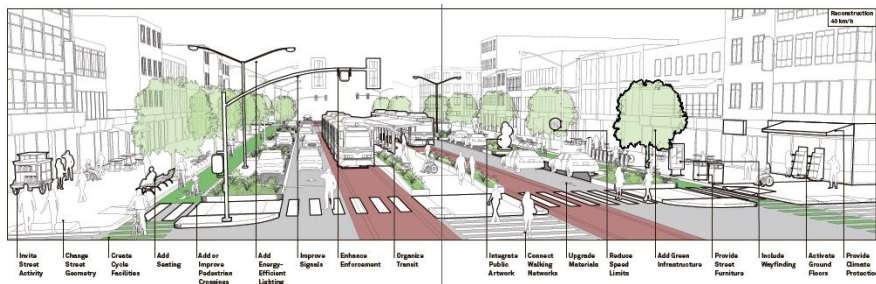 Reconstruction
40 km/h
Invite
Street
Activity
Change
Street
Geometry
Create
Cycle
Facilities
Add
Seating
Add or
Improve
Pedestrian
Crossings
Add
Energy-
Efficient
Lighting
Improve
Signals
Enhance
Enforcement
Organize
Transit
Integrate
Public
Artwork
Connect
Walking
Networks
Upgrade
Materials
Reduce
Speed
Limits
Add Green
Infrastructure
Provide
Street
Furniture
Include
Wayfinding
Activate
Ground
Floors
Provide
Climate
Protection